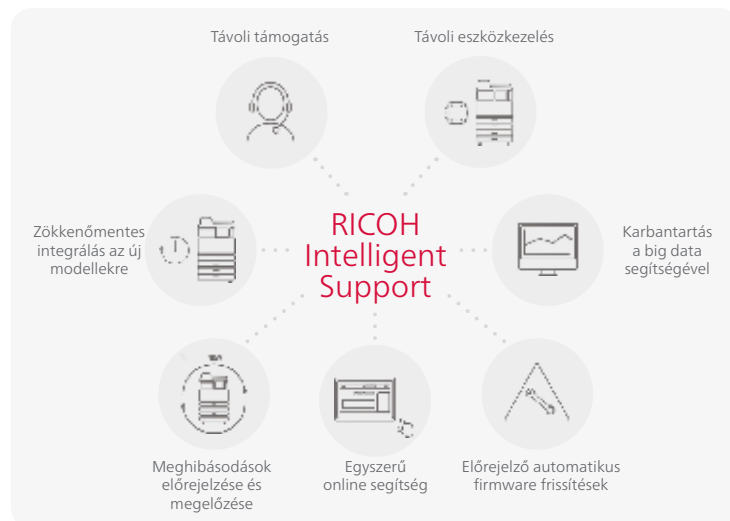 Távoli támogatás
Távoli eszközkezelés
Zökkenőmentes
integrálás az új
modellekre
RICOH
Intelligent
Support
Karbantartás
a big data
segítségével
Meghibásodások
előrejelzése és
megelőzése
Egyszerű
online segítség
Előrejelző automatikus
firmware frissítések